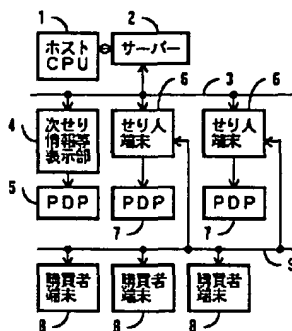 1
2
ホスト
CPU
サーバー
6
3
6
4
次せり
情報等
表示部
せり人
端末
せり人
端末
5
PDP
PDP
PDP
7
7
9
購買者
端末
購買者
端末
購買者
端末
8
8
8